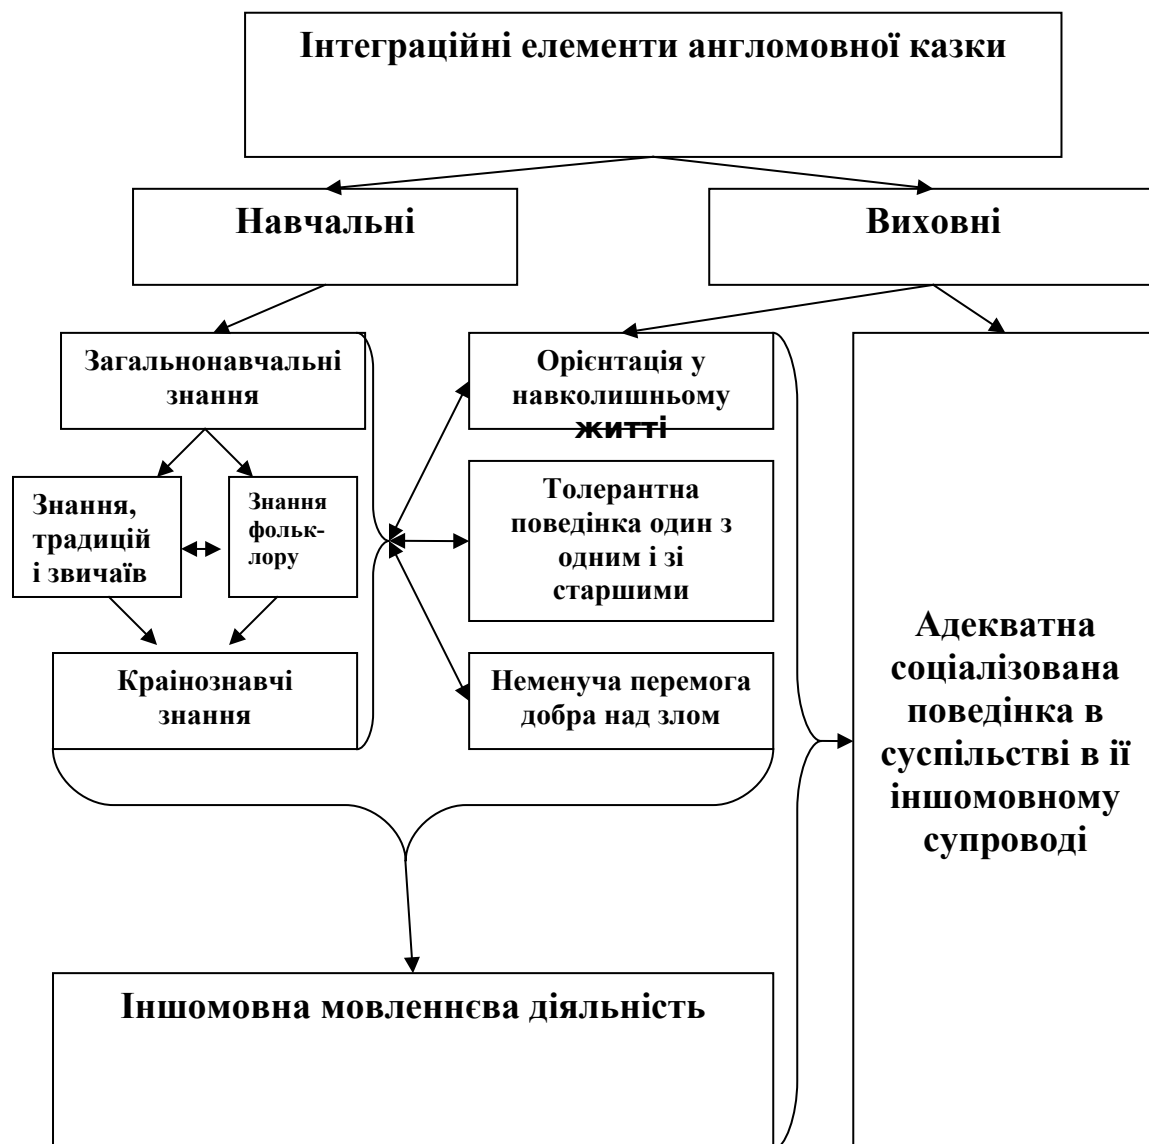 Інтеграційні елементи англомовної казки
Навчальні
Виховні
Загальнонавчальні
знання
Орієнтація у
навколишньому
житті
Знання,
традицій
і звичаїв
Знання
фольк-
лору
Толерантна
поведінка один з
одним і зі
старшими
Краінознавчі
знання
Неменуча перемога
добра над злом
Адекватна
соціалізована
поведінка в
суспільстві в ії
іншомовному
супроводі
Іншомовна мовленнєва діяльність